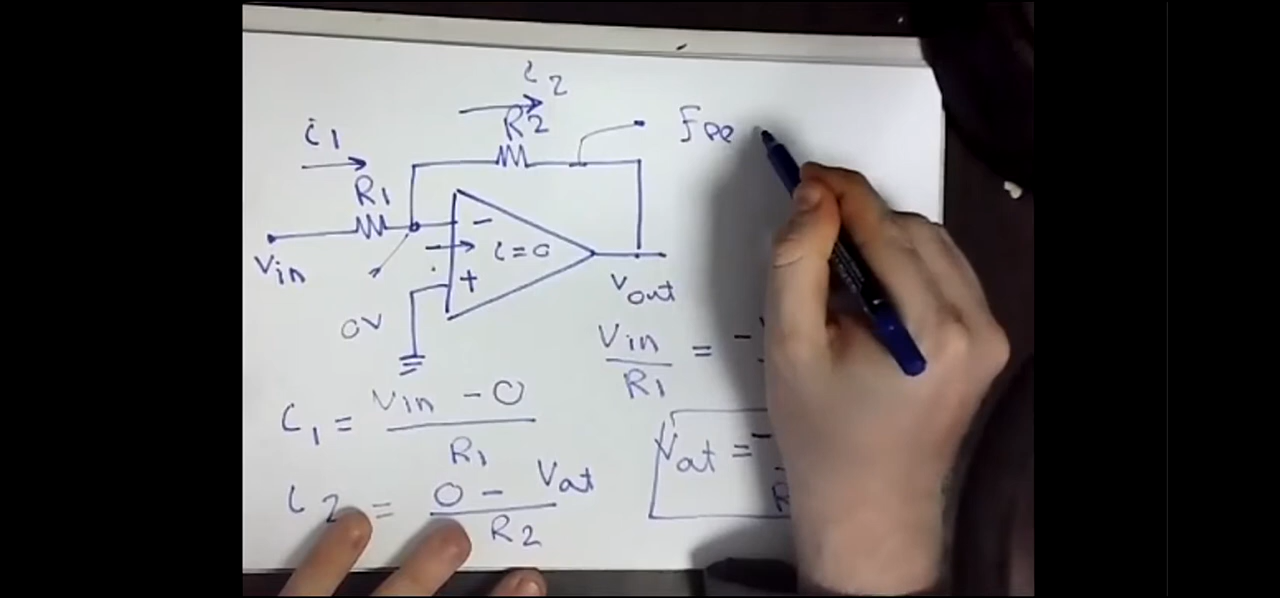 i2
R2
Fee
i1
R1
Vin
-
i = 0
+
0V
Vout
Vin / R1 = -
i1 = Vin - 0 / R1
Vat = -
i2 = 0 - Vat / R2